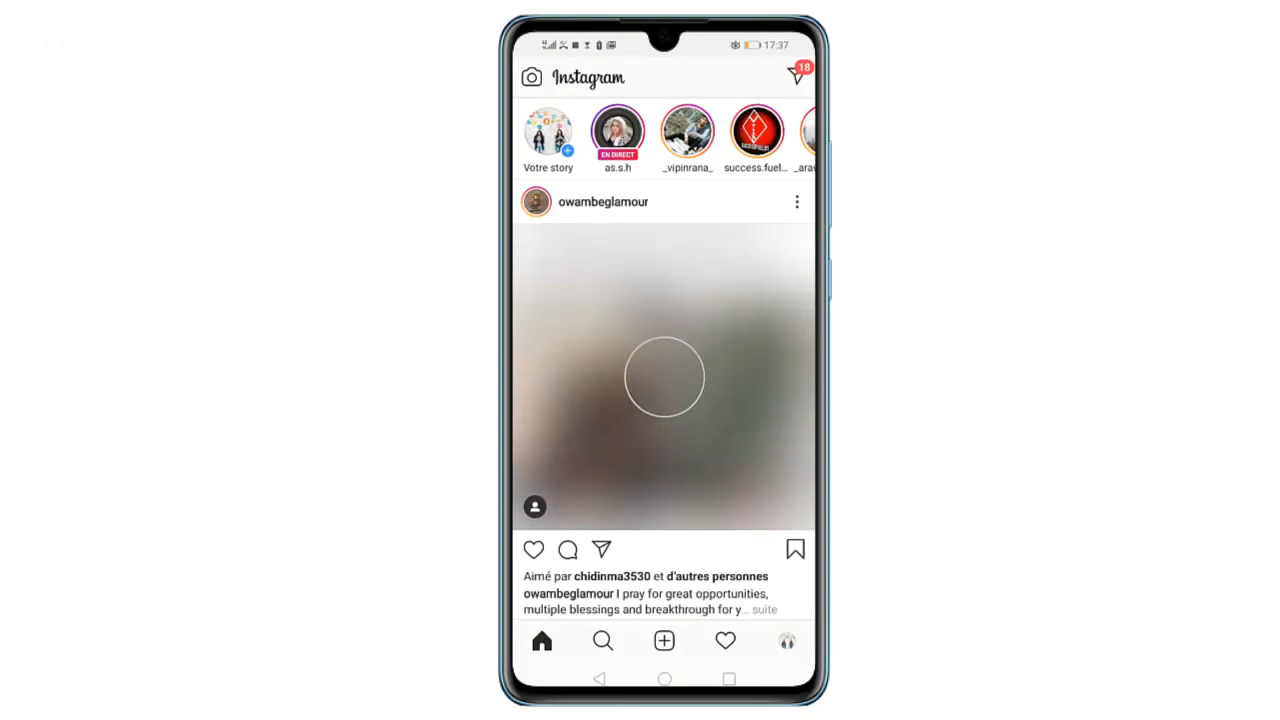 17:37
Instagram
18
EN DIRECT
Votre story
as.s.h
_vipinrana_
success.fuel...
_ara
owambeglamour
Aimé par chidinma3530 et d'autres personnes
owambeglamour I pray for great opportunities,
multiple blessings and breakthrough for y... suite